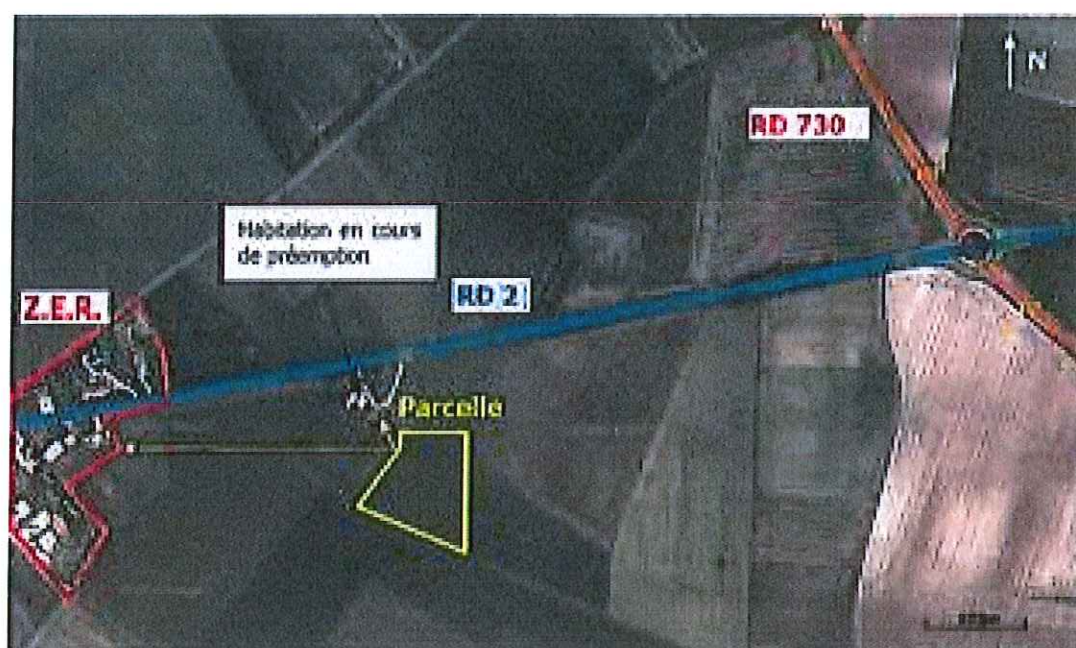 N
RD 730
Habitation en cours
de préemption
RD 2
Z.E.R.
Parcelle